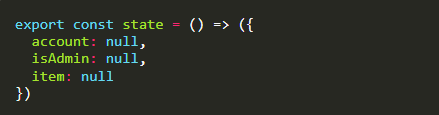 export const state = () => ({
  account: null,
  isAdmin: null,
  item: null
})